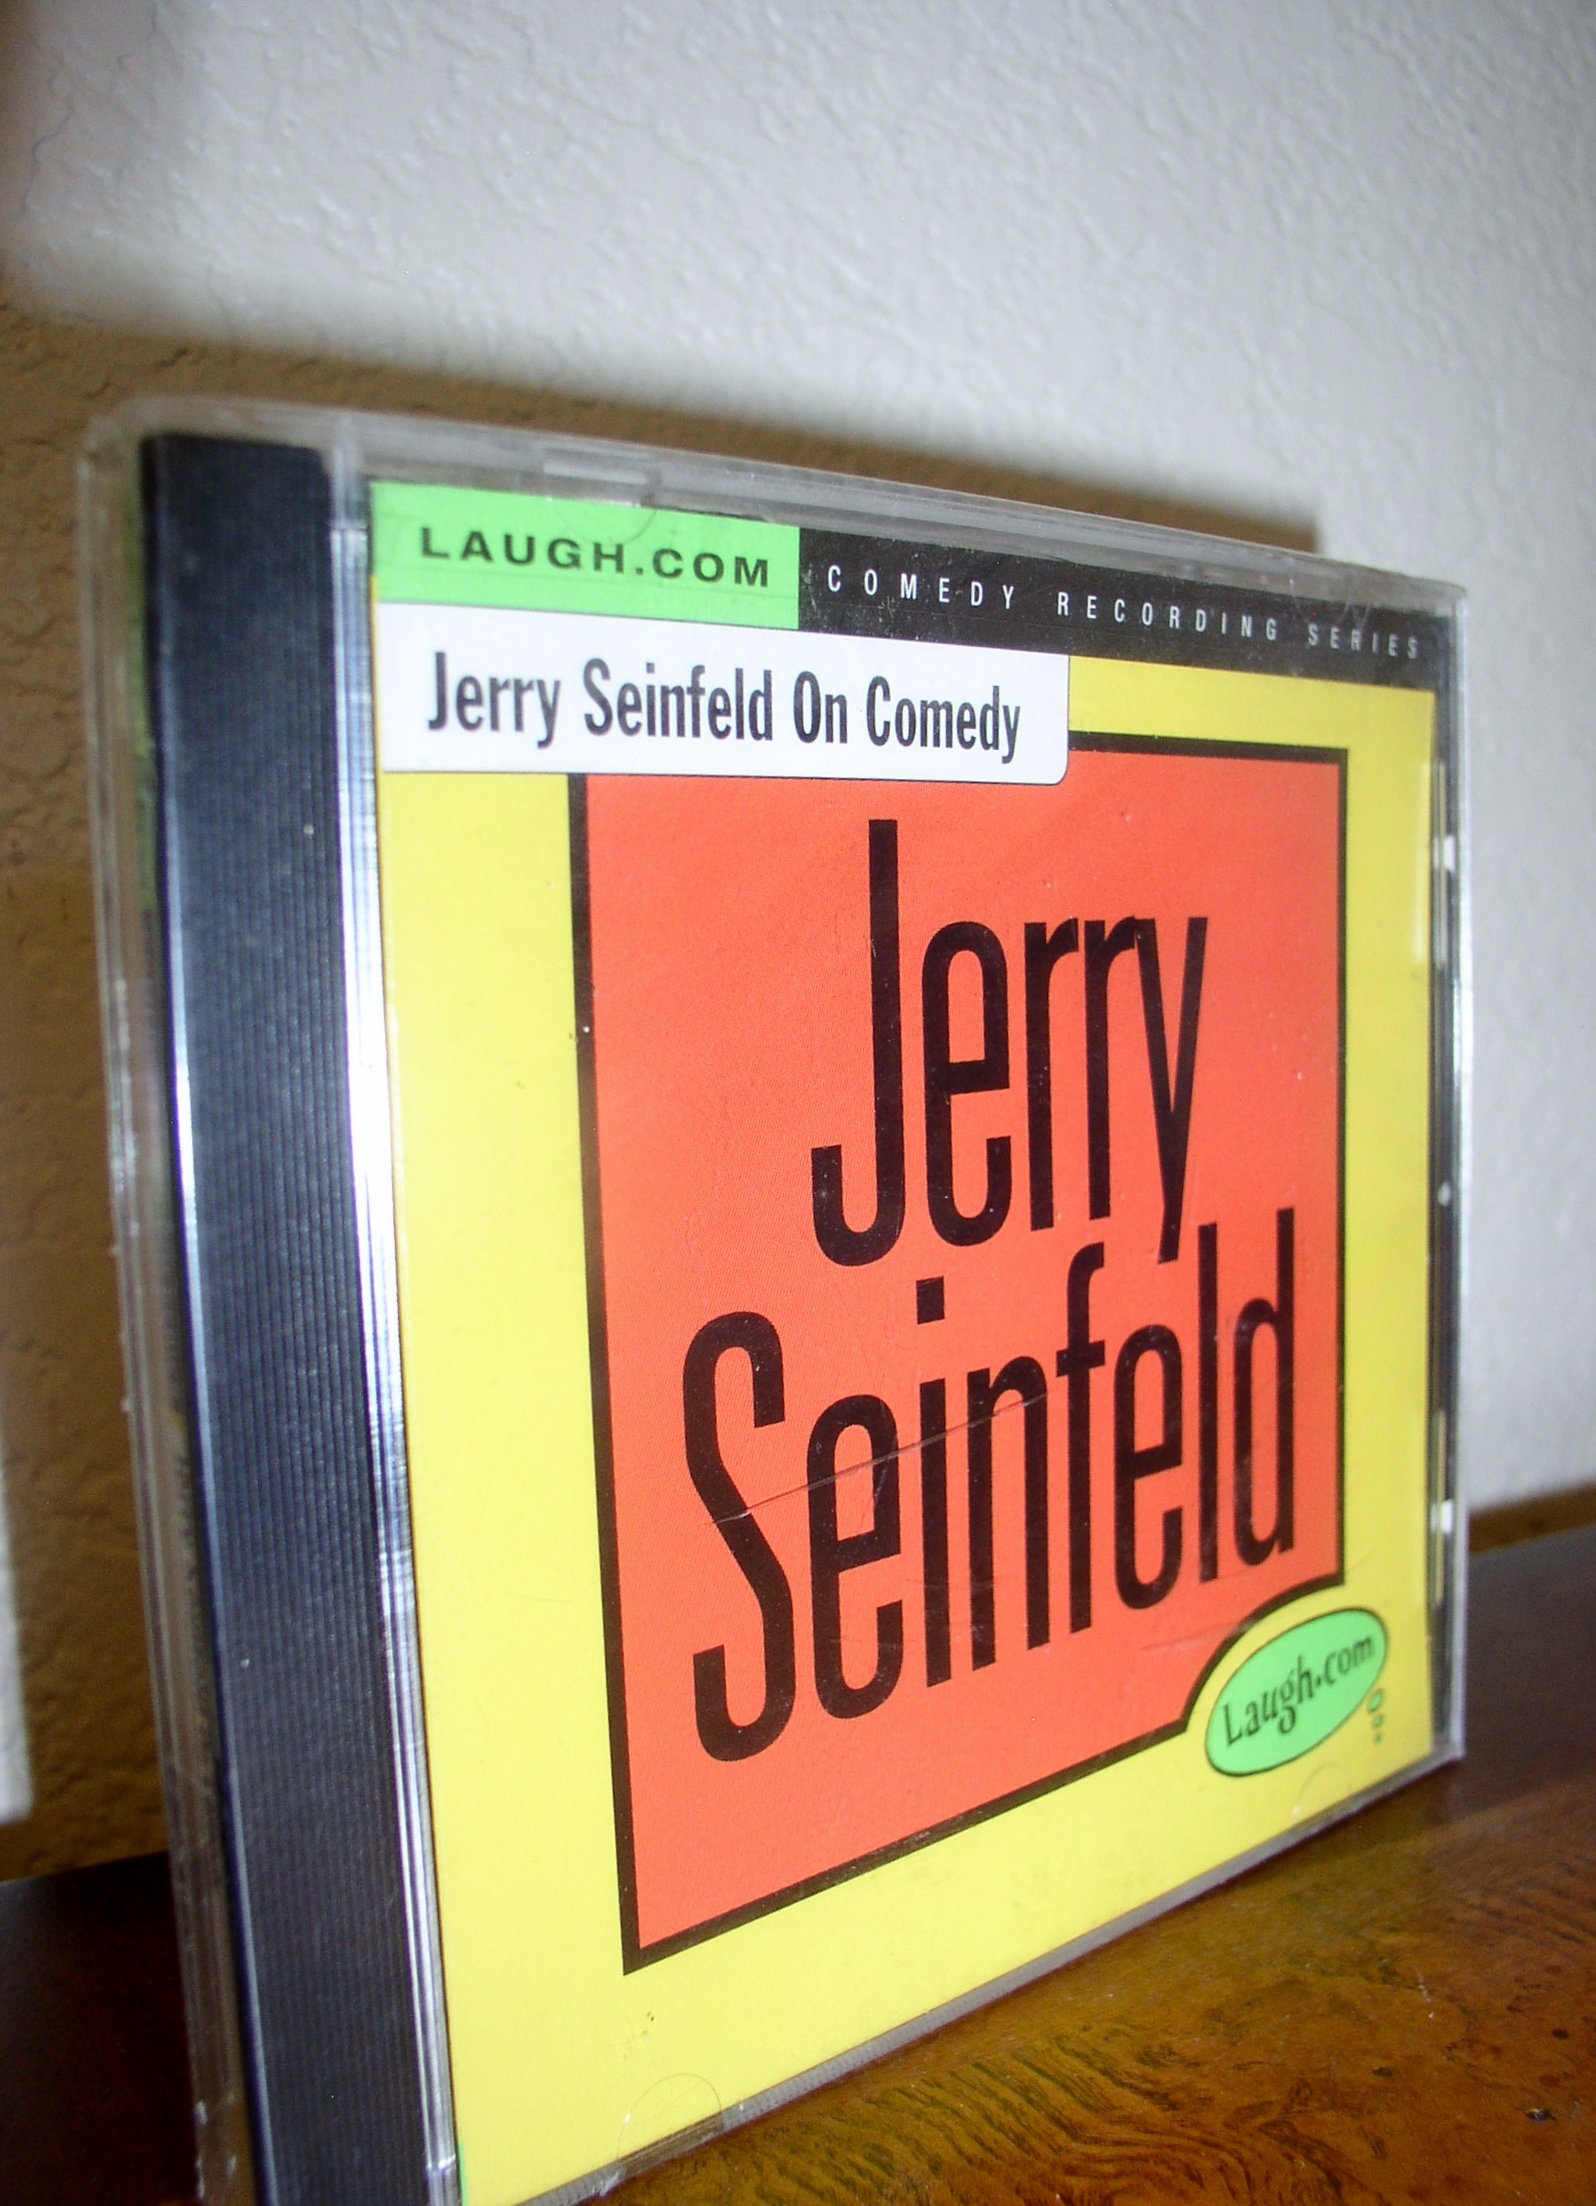 LAUGH.COM COMEDY RECORDING SERIES
Jerry Seinfeld On Comedy
Jerry
Seinfeld
Laugh.com